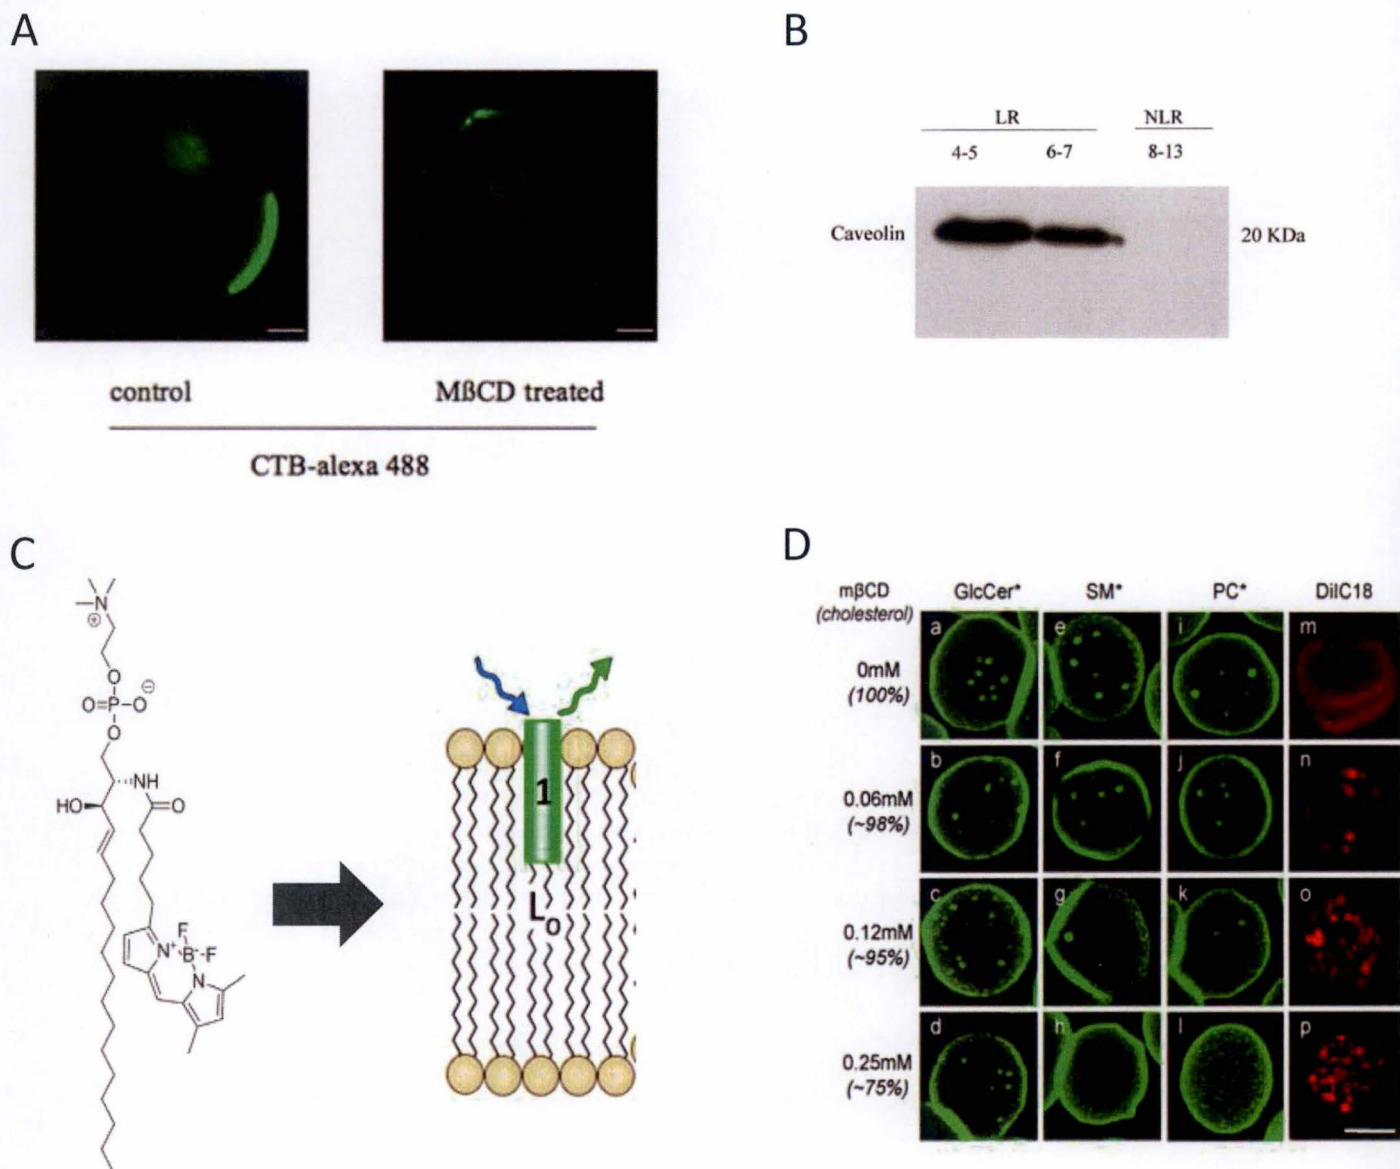 A
control
MßCD treated
CTB-alexa 488
B
LR
NLR
4-5
6-7
8-13
Caveolin
20 KDa
C
N
⊕
O
O=P-O
⊖
O
NH
HO
O
F
N⁺ B⁻ -F
N
1
Lo
D
mβCD
(cholesterol)
GlcCer*
SM*
PC*
DiIC18
0mM
(100%)
a
e
i
m
0.06mM
(~98%)
b
f
j
n
0.12mM
(~95%)
c
g
k
o
0.25mM
(~75%)
d
h
l
p